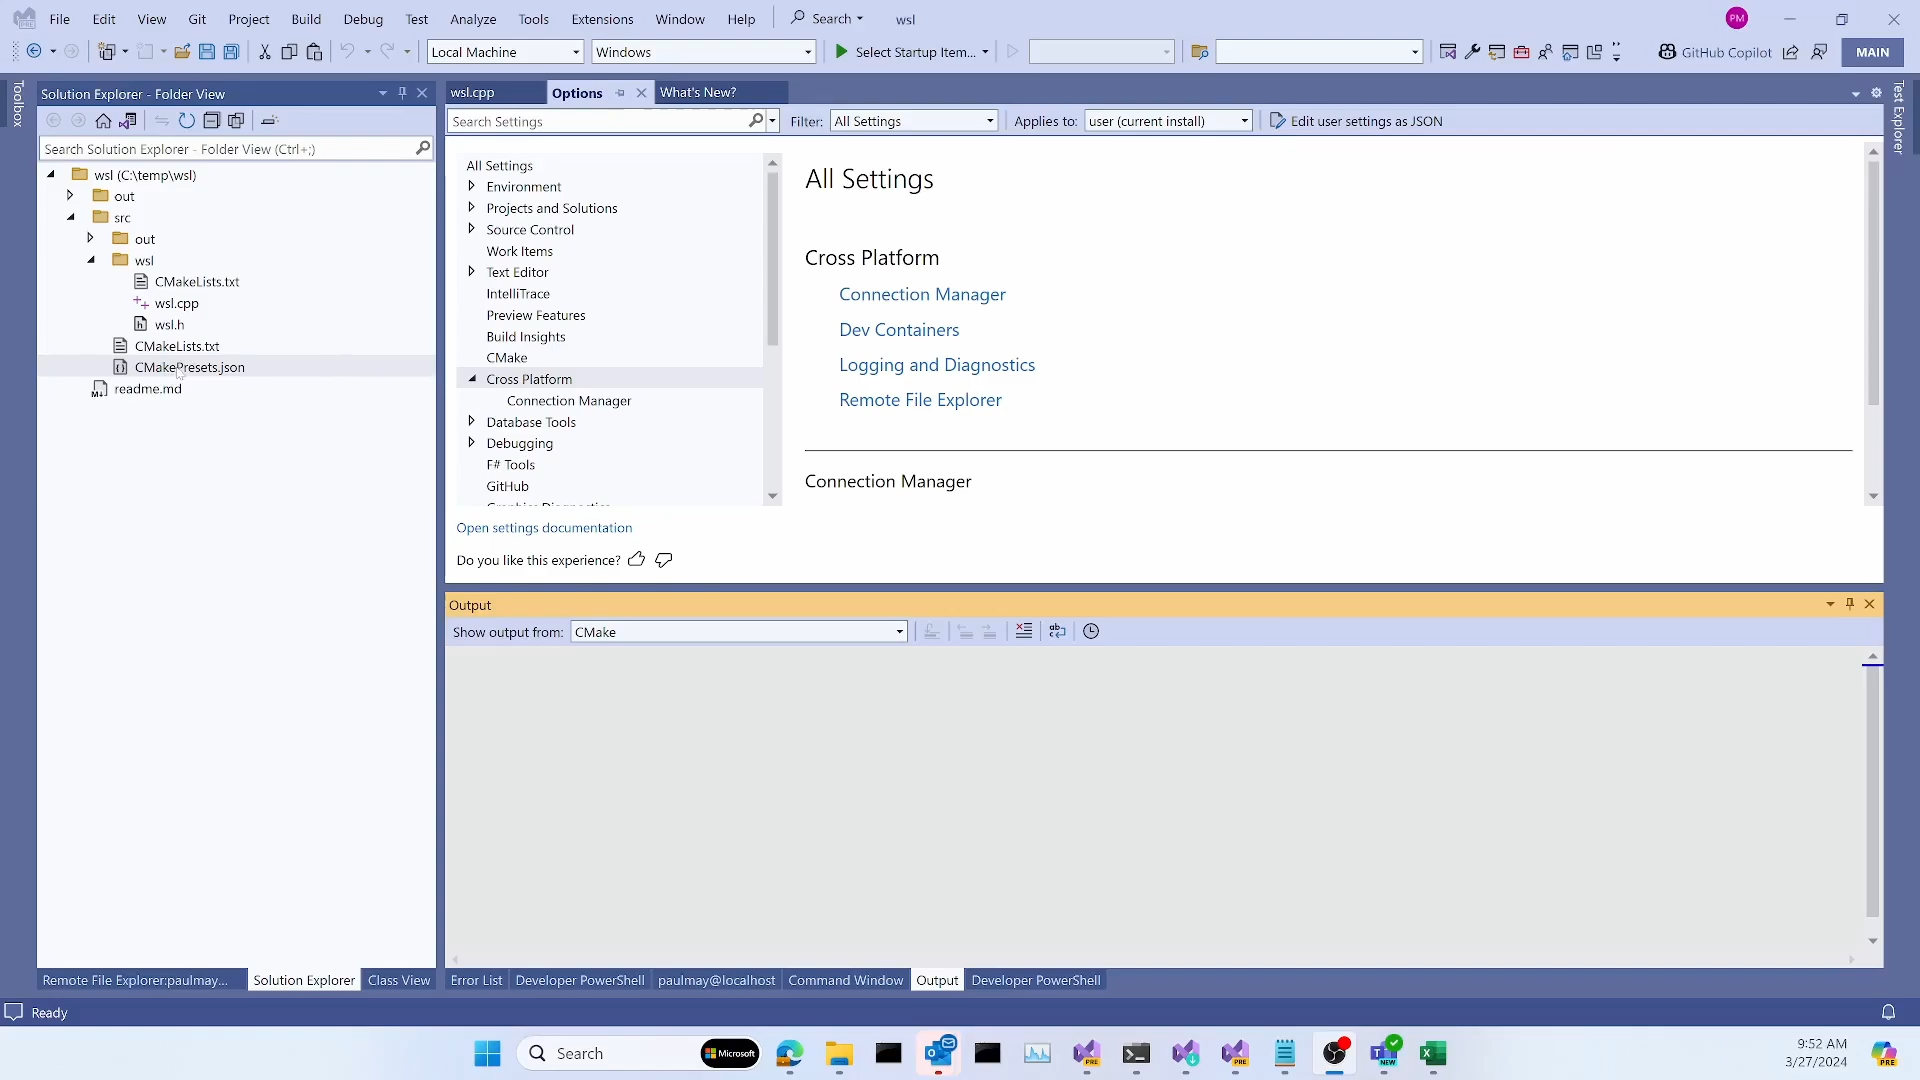 File Edit View Git Project Build Debug Test Analyze Tools Extensions Window Help Search wsl PM
Local Machine Windows Select Startup Item... GitHub Copilot MAIN
Toolbox
Solution Explorer - Folder View
Search Solution Explorer - Folder View (Ctrl+;)
wsl (C:\temp\wsl)
out
src
out
wsl
CMakeLists.txt
wsl.cpp
wsl.h
CMakeLists.txt
CMakePresets.json
readme.md
wsl.cpp Options What's New?
Search Settings Filter: All Settings Applies to: user (current install) Edit user settings as JSON
All Settings
Environment
Projects and Solutions
Source Control
Work Items
Text Editor
IntelliTrace
Preview Features
Build Insights
CMake
Cross Platform
Connection Manager
Database Tools
Debugging
F# Tools
GitHub
All Settings
Cross Platform
Connection Manager
Dev Containers
Logging and Diagnostics
Remote File Explorer
Connection Manager
Open settings documentation
Do you like this experience?
Test Explorer
Output
Show output from: CMake
Remote File Explorer:paulmay... Solution Explorer Class View
Error List Developer PowerShell paulmay@localhost Command Window Output Developer PowerShell
Ready
Search Microsoft
PRE PRE NEW PRE
9:52 AM
3/27/2024